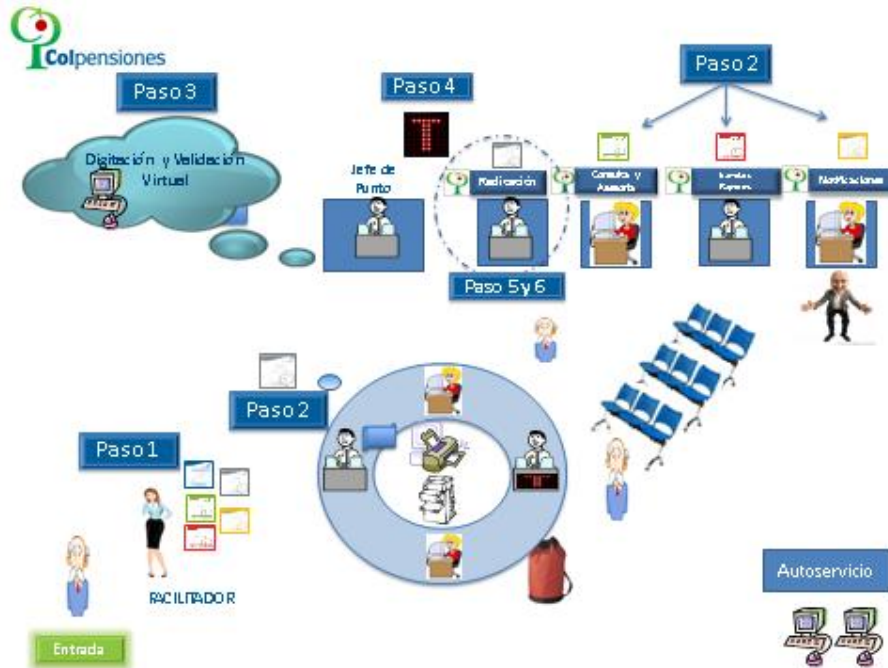 Colpensiones
Paso 3
Paso 4
Paso 2
T
Digitación y Validación
Virtual
Jefe de
Punto
Radicación
Consulta y
Notificaciones
Paso 5 y 6
Paso 2
Paso 1
FACILITADOR
Autoservicio
Entrada